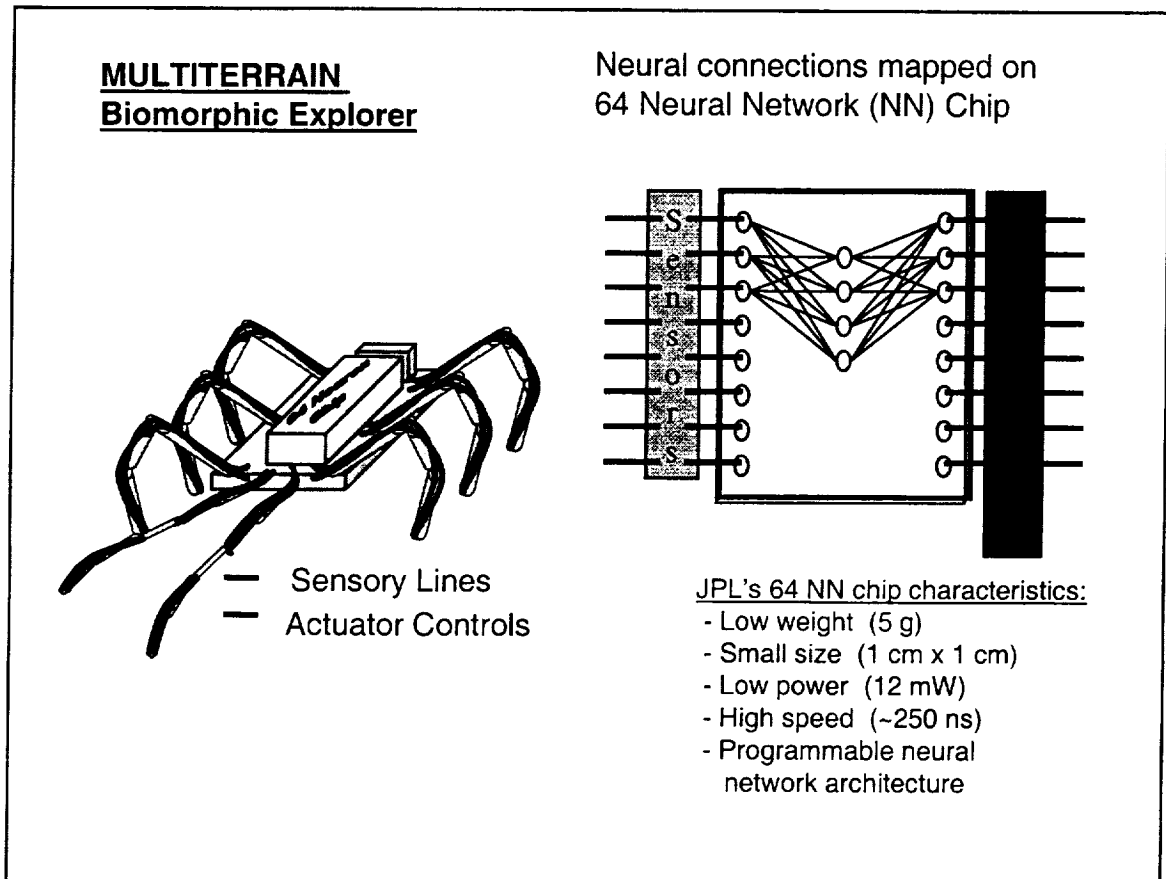 MULTITERRAIN
Biomorphic Explorer
Neural connections mapped on
64 Neural Network (NN) Chip
Sensors
64
Sensory Lines
Actuator Controls
JPL's 64 NN chip characteristics:
- Low weight (5 g)
- Small size (1 cm x 1 cm)
- Low power (12 mW)
- High speed (~250 ns)
- Programmable neural
network architecture